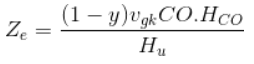 Z_e = \frac{(1 - y)v_{gk}CO.H_{CO}}{H_u}